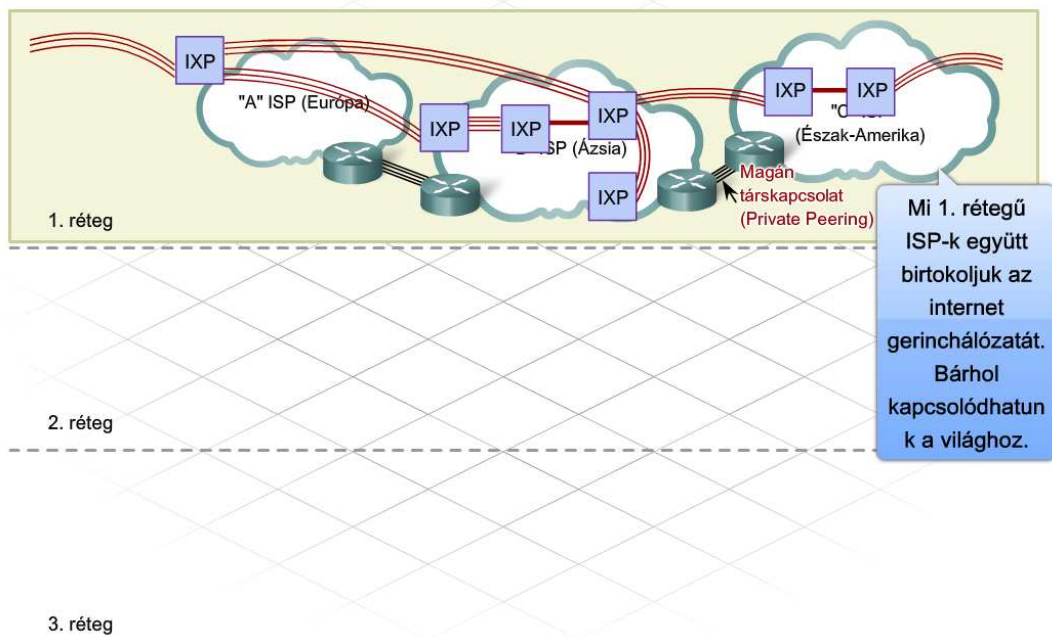 IXP
"A" ISP (Európa)
IXP
IXP
IXP
ISP (Ázsia)
IXP
IXP
IXP
(Észak-Amerika)
Magán
társkapcsolat
(Private Peering)
1. réteg
Mi 1. rétegű
ISP-k együtt
birtokoljuk az
internet
gerinchálózatát.
Bárhol
kapcsolódhatun
k a világhoz.
2. réteg
3. réteg